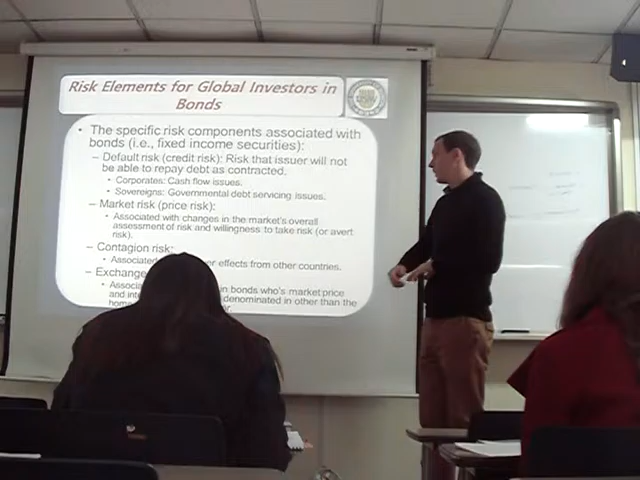 Risk Elements for Global Investors in
Bonds
• The specific risk components associated with
bonds (i.e., fixed income securities):
– Default risk (credit risk): Risk that issuer will not
be able to repay debt as contracted.
• Corporates: Cash flow issues.
• Sovereigns: Governmental debt servicing issues.
– Market risk (price risk):
• Associated with changes in the market's overall
assessment of risk and willingness to take risk (or avert
risk).
– Contagion risk:
• Associated effects from other countries.
– Exchange
• in bonds who's market price
and denominated in other than the